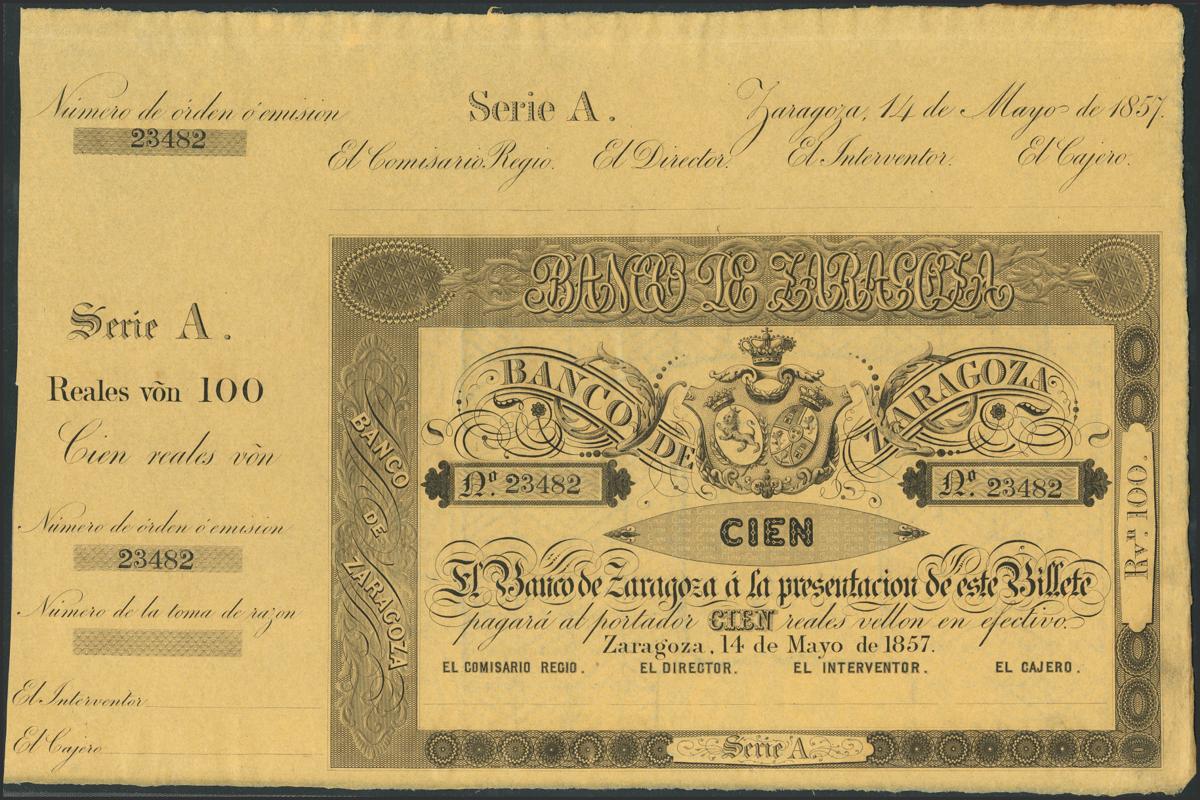 Número de órden ó emision
23482
Serie A.
Zaragoza, 14 de Mayo de 1857.
El Comisario Regio. El Director. El Interventor. El Cajero.
Serie A.
Reales vòn 100
Cien reales vòn
Número de órden ó emision
23482
Número de la toma de razon
El Interventor
El Cajero
BANCO DE ZARAGOZA
BANCO DE ZARAGOZA
BANCO DE ZARAGOZA
Nº. 23482
Nº. 23482
CIEN
El Banco de Zaragoza á la presentacion de este Billete
pagará al portador CIEN reales vellon en efectivo.
Zaragoza, 14 de Mayo de 1857.
EL COMISARIO REGIO. EL DIRECTOR. EL INTERVENTOR. EL CAJERO.
Rvn. 100.
Serie A.